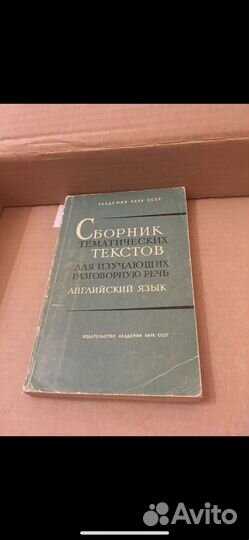 АКАДЕМИЯ НАУК СССР
СБОРНИК
ТЕМАТИЧЕСКИХ
ТЕКСТОВ
ДЛЯ ИЗУЧАЮЩИХ
РАЗГОВОРНУЮ РЕЧЬ
АНГЛИЙСКИЙ ЯЗЫК
ИЗДАТЕЛЬСТВО АКАДЕМИИ НАУК СССР
Avito